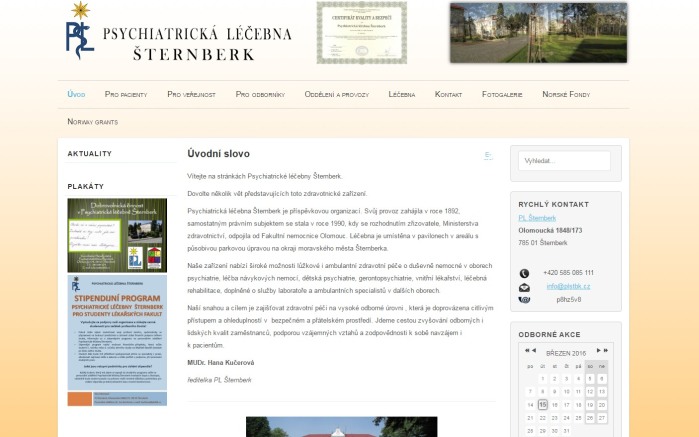 PSYCHIATRICKÁ LÉČEBNA
ŠTERNBERK
CERTIFIKÁT KVALITY A BEZPEČÍ
Úvod
Pro pacienty
Pro veřejnost
Pro odborníky
Oddělení a provozy
Léčebna
Kontakt
Fotogalerie
Norské Fondy
Norway grants
AKTUALITY
PLAKÁTY
STIPENDIJNÍ PROGRAM
PSYCHIATRICKÉ LÉČEBNY ŠTERNBERK
PRO STUDENTY LÉKAŘSKÉ FAKULTY
Úvodní slovo
Vítejte na stránkách Psychiatrické léčebny Šternberk.
Dovolte několik vět představujících toto zdravotnické zařízení.
Psychiatrická léčebna Šternberk je příspěvkovou organizací. Svůj provoz zahájila v roce 1892,
samostatným právním subjektem se stala v roce 1990, kdy se rozhodnutím zřizovatele, Ministerstva
zdravotnictví, odpojila od Fakultní nemocnice Olomouc. Léčebna je umístěna v pavilonech v areálu s
působivou parkovou úpravou na okraji moravského města Šternberka.
Naše zařízení nabízí široké možnosti lůžkové i ambulantní zdravotní péče o duševně nemocné v oborech
psychiatrie, léčba návykových nemocí, dětská psychiatrie, gerontopsychiatrie, vnitřní lékařství, léčebná
rehabilitace, doplněné o služby laboratoře a ambulantních specialistů v dalších oborech.
Naší snahou a cílem je zajišťovat zdravotní péči na vysoké odborné úrovni , která je doprovázena citlivým
přístupem a ohleduplností v bezpečném a přátelském prostředí. Jdeme cestou zvyšování odborných i
lidských kvalit zaměstnanců, podporou vzájemných vztahů a zodpovědností k sobě navzájem i
k pacientům.
MUDr. Hana Kučerová
ředitelka PL Šternberk
Vyhledat...
RYCHLÝ KONTAKT
PL Šternberk
Olomoucká 1848/173
785 01 Šternberk
+420 585 085 111
info@plstbk.cz
p8hz5v8
ODBORNÉ AKCE
BŘEZEN 2016
po út st čt pá so ne
1 2 3 4 5 6
7 8 9 10 11 12 13
14 15 16 17 18 19 20
21 22 23 24 25 26 27
28 29 30 31